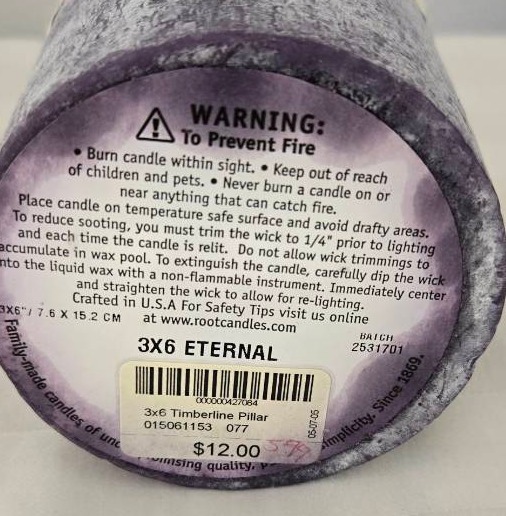 WARNING:
To Prevent Fire
• Burn candle within sight. • Keep out of reach
of children and pets. • Never burn a candle on or
near anything that can catch fire.
Place candle on temperature safe surface and avoid drafty areas.
To reduce sooting, you must trim the wick to 1/4" prior to lighting
and each time the candle is relit. Do not allow wick trimmings to
accumulate in wax pool. To extinguish the candle, carefully dip the wick
into the liquid wax with a non-flammable instrument. Immediately center
and straighten the wick to allow for re-lighting.
Crafted in U.S.A For Safety Tips visit us online
3X6"/ 7.6 X 15.2 CM at www.rootcandles.com
3X6 ETERNAL
BATCH
2531701
000000427084
3x6 Timberline Pillar
015061153 077
05-07-05
$12.00 5.99
Family-made candles of
quality,
Since 1869.